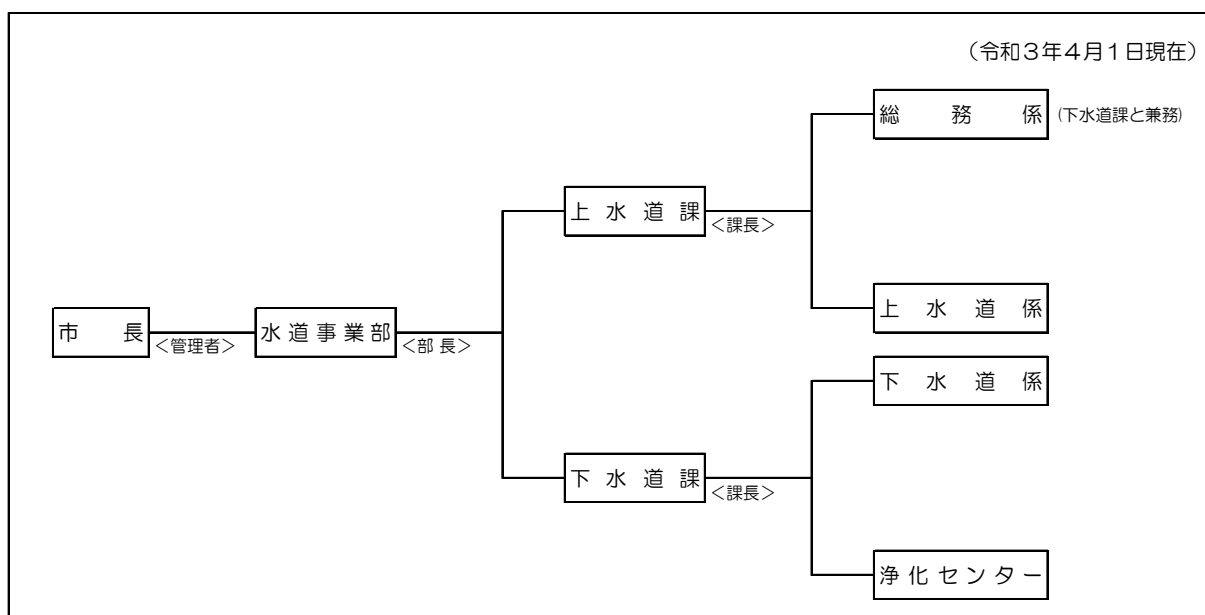 （令和３年４月１日現在）
総務係 (下水道課と兼務)
上水道課 ＜課長＞
上水道係
市長 ＜管理者＞ 水道事業部 ＜部長＞
下水道係
下水道課 ＜課長＞
浄化センター